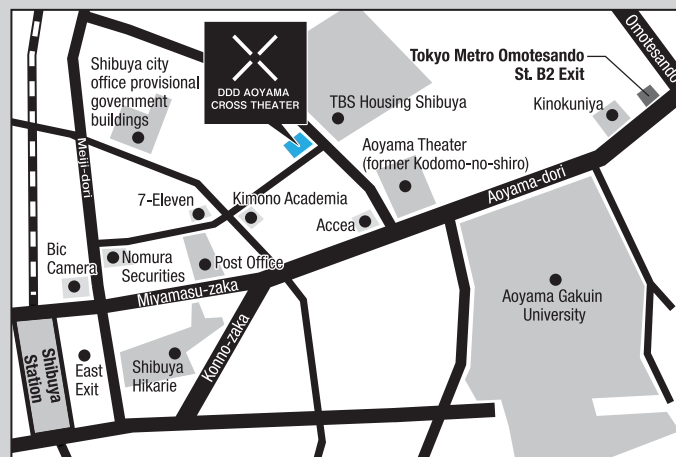 Omotesando
DDD AOYAMA
CROSS THEATER
Tokyo Metro Omotesando
St. B2 Exit
Shibuya city
office provisional
government
buildings
TBS Housing Shibuya
Kinokuniya
Meiji-dori
Aoyama Theater
(former Kodomo-no-shiro)
Aoyama-dori
7-Eleven
Kimono Academia
Accea
Bic
Camera
Nomura
Securities
Post Office
Miyamasu-zaka
Aoyama Gakuin
University
Konno-zaka
Shibuya
Station
East
Exit
Shibuya
Hikarie